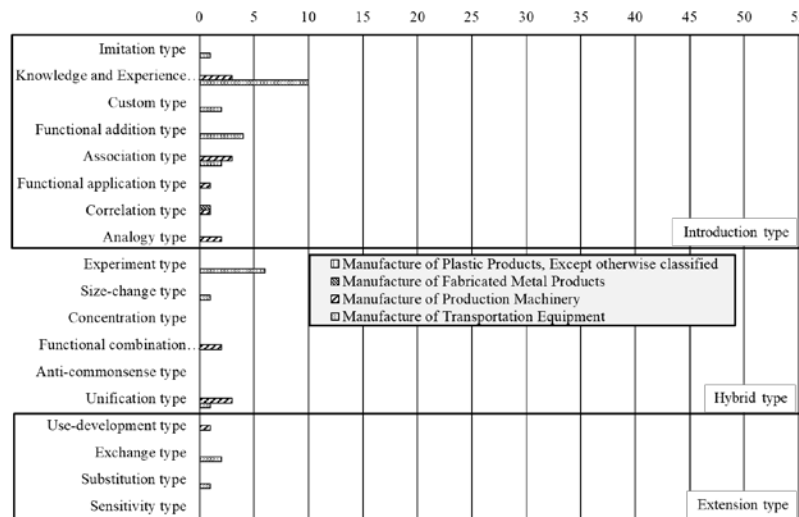 0 5 10 15 20 25 30 35 40 45 50 55
Imitation type
Knowledge and Experience…
Custom type
Functional addition type
Association type
Functional application type
Correlation type
Analogy type
Introduction type
Experiment type
Size-change type
Concentration type
Functional combination…
Anti-commonsense type
Unification type
Manufacture of Plastic Products, Except otherwise classified
Manufacture of Fabricated Metal Products
Manufacture of Production Machinery
Manufacture of Transportation Equipment
Hybrid type
Use-development type
Exchange type
Substitution type
Sensitivity type
Extension type